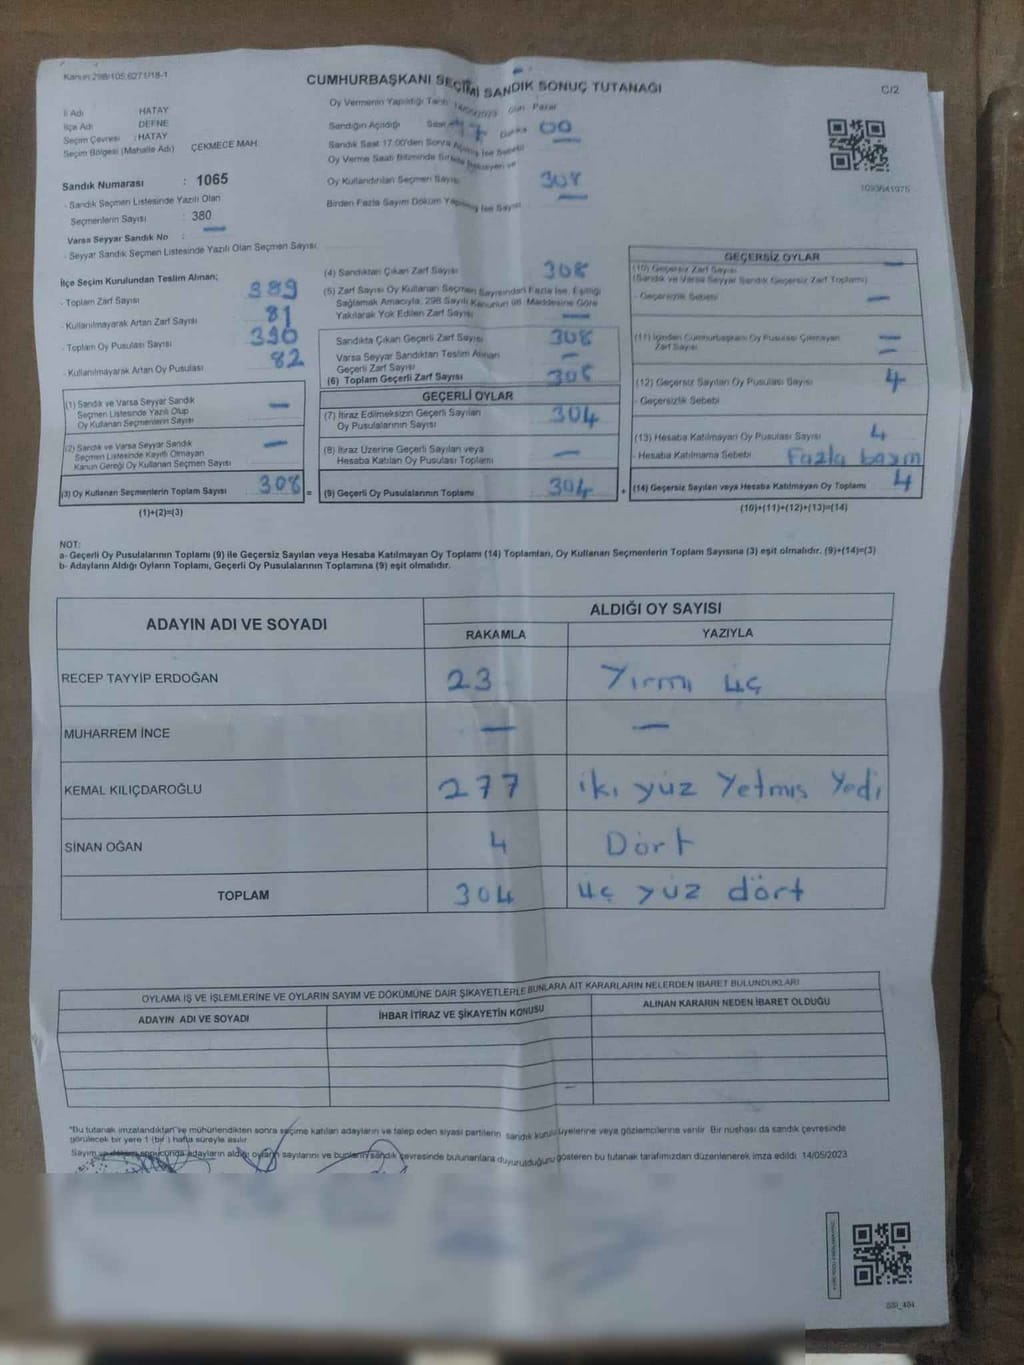 Kanun:298/105,6271/18-1
CUMHURBAŞKANI SEÇİMİ SANDIK SONUÇ TUTANAĞI
C/2
İl Adı HATAY
İlçe Adı DEFNE
Seçim Çevresi : HATAY
Seçim Bölgesi (Mahalle Adı) ÇEKMECE MAH.
Sandık Numarası : 1065
- Sandık Seçmen Listesinde Yazılı Olan
Seçmenlerin Sayısı : 380
Varsa Seyyar Sandık No :
- Seyyar Sandık Seçmen Listesinde Yazılı Olan Seçmen Sayısı
Oy Vermenin Yapıldığı Tarih 14/05/2023 Gün Pazar
Sandığın Açıldığı Saat 17 Dakika 00
Sandık Saat 17.00'den Sonra Açılmış İse Sebebi
Oy Verme Saati Bitiminde Sırada Bekleyen ve
Oy Kullandırılan Seçmen Sayısı 308
Birden Fazla Sayım Döküm Yapılmış İse Sayısı
1093641975
İlçe Seçim Kurulundan Teslim Alınan;
- Toplam Zarf Sayısı 389
- Kullanılmayarak Artan Zarf Sayısı 81
- Toplam Oy Pusulası Sayısı 390
- Kullanılmayarak Artan Oy Pusulası 82
(1) Sandık ve Varsa Seyyar Sandık
Seçmen Listesinde Yazılı Olup
Oy Kullanan Seçmenlerin Sayısı —
(2) Sandık ve Varsa Seyyar Sandık
Seçmen Listesinde Kayıtlı Olmayan
Kanun Gereği Oy Kullanan Seçmen Sayısı —
(3) Oy Kullanan Seçmenlerin Toplam Sayısı 308 =
(1)+(2)=(3)
(4) Sandıktan Çıkan Zarf Sayısı 308
(5) Zarf Sayısı Oy Kullanan Seçmen Sayısından Fazla İse, Eşitliği
Sağlamak Amacıyla, 298 Sayılı Kanunun 98. Maddesine Göre
Yakılarak Yok Edilen Zarf Sayısı —
Sandıkta Çıkan Geçerli Zarf Sayısı 308
Varsa Seyyar Sandıktan Teslim Alınan
Geçerli Zarf Sayısı —
(6) Toplam Geçerli Zarf Sayısı 308
GEÇERLİ OYLAR
(7) İtiraz Edilmeksizin Geçerli Sayılan
Oy Pusulalarının Sayısı 304
(8) İtiraz Üzerine Geçerli Sayılan veya
Hesaba Katılan Oy Pusulası Toplamı —
(9) Geçerli Oy Pusulalarının Toplamı 304 +
GEÇERSİZ OYLAR
(10) Geçersiz Zarf Sayısı —
(Sandık ve Varsa Seyyar Sandık Geçersiz Zarf Toplamı)
- Geçersizlik Sebebi —
(11) İçinden Cumhurbaşkanı Oy Pusulası Çıkmayan —
Zarf Sayısı —
(12) Geçersiz Sayılan Oy Pusulası Sayısı 4
- Geçersizlik Sebebi
(13) Hesaba Katılmayan Oy Pusulası Sayısı 4
- Hesaba Katılmama Sebebi Fazla basım
(14) Geçersiz Sayılan veya Hesaba Katılmayan Oy Toplamı 4
(10)+(11)+(12)+(13)=(14)
NOT:
a- Geçerli Oy Pusulalarının Toplamı (9) ile Geçersiz Sayılan veya Hesaba Katılmayan Oy Toplamı (14) Toplamları, Oy Kullanan Seçmenlerin Toplam Sayısına (3) eşit olmalıdır. (9)+(14)=(3)
b- Adayların Aldığı Oyların Toplamı, Geçerli Oy Pusulalarının Toplamına (9) eşit olmalıdır.
ADAYIN ADI VE SOYADI
ALDIĞI OY SAYISI
RAKAMLA YAZIYLA
RECEP TAYYİP ERDOĞAN 23 Yırmı üç
MUHARREM İNCE — —
KEMAL KILIÇDAROĞLU 277 iki yüz Yetmıs Yedi
SİNAN OĞAN 4 Dört
TOPLAM 304 üç yüz dört
OYLAMA İŞ VE İŞLEMLERİNE VE OYLARIN SAYIM VE DÖKÜMÜNE DAİR ŞİKAYETLERLE BUNLARA AİT KARARLARIN NELERDEN İBARET BULUNDUKLARI
ADAYIN ADI VE SOYADI İHBAR İTİRAZ VE ŞİKAYETİN KONUSU ALINAN KARARIN NEDEN İBARET OLDUĞU
"Bu tutanak imzalandıktan ve mühürlendikten sonra seçime katılan adayların ve talep eden siyasi partilerin sandık kurulu üyelerine veya gözlemcilerine verilir. Bir nüshası da sandık çevresinde
görülecek bir yere 1 (bir ) hafta süreyle asılır.
Sayım ve döküm sonucunda adayların aldığı oyların sayılarını ve bunların sandık çevresinde bulunanlara duyurulduğunu gösteren bu tutanak tarafımızdan düzenlenerek imza edildi. 14/05/2023